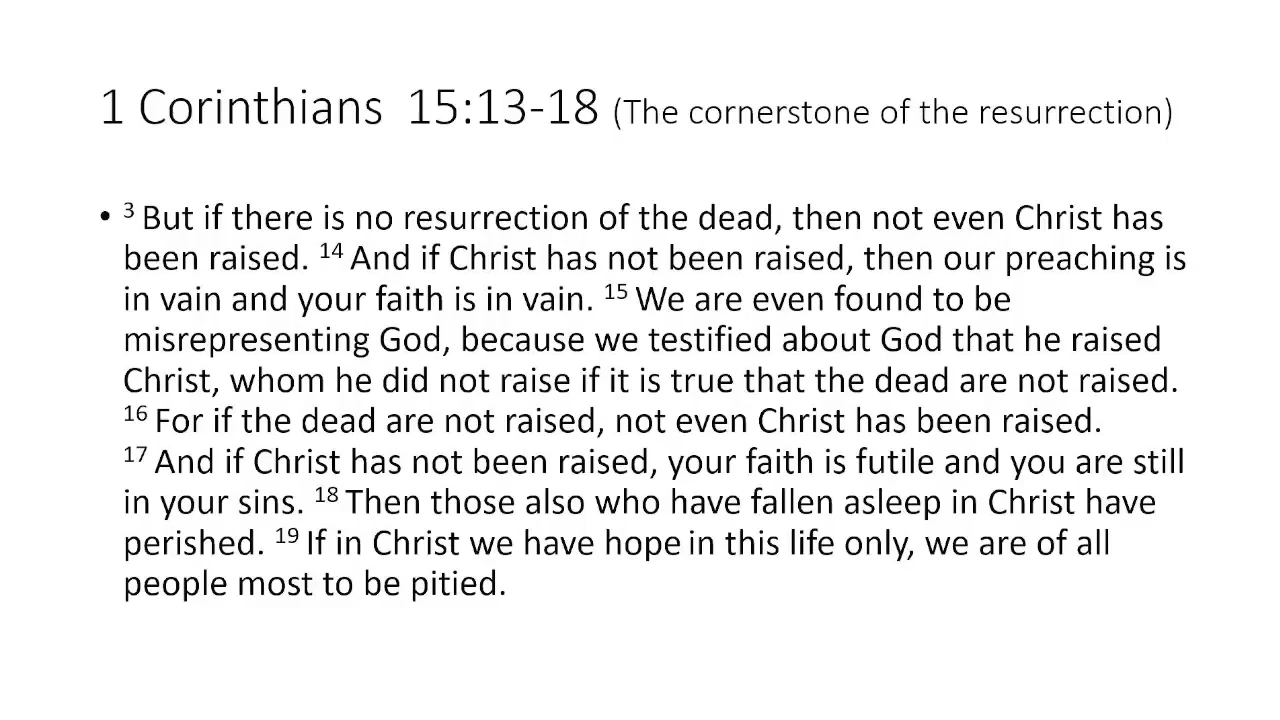 1 Corinthians 15:13-18 (The cornerstone of the resurrection)
• 3 But if there is no resurrection of the dead, then not even Christ has
been raised. 14 And if Christ has not been raised, then our preaching is
in vain and your faith is in vain. 15 We are even found to be
misrepresenting God, because we testified about God that he raised
Christ, whom he did not raise if it is true that the dead are not raised.
16 For if the dead are not raised, not even Christ has been raised.
17 And if Christ has not been raised, your faith is futile and you are still
in your sins. 18 Then those also who have fallen asleep in Christ have
perished. 19 If in Christ we have hope in this life only, we are of all
people most to be pitied.